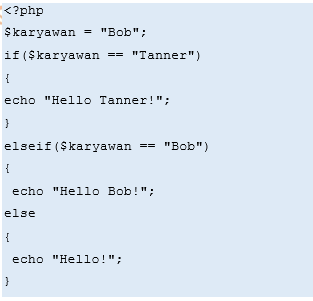 <?php
$karyawan = "Bob";
if($karyawan == "Tanner")
{
echo "Hello Tanner!";
}
elseif($karyawan == "Bob")
{
 echo "Hello Bob!";
else
{
 echo "Hello!";
}